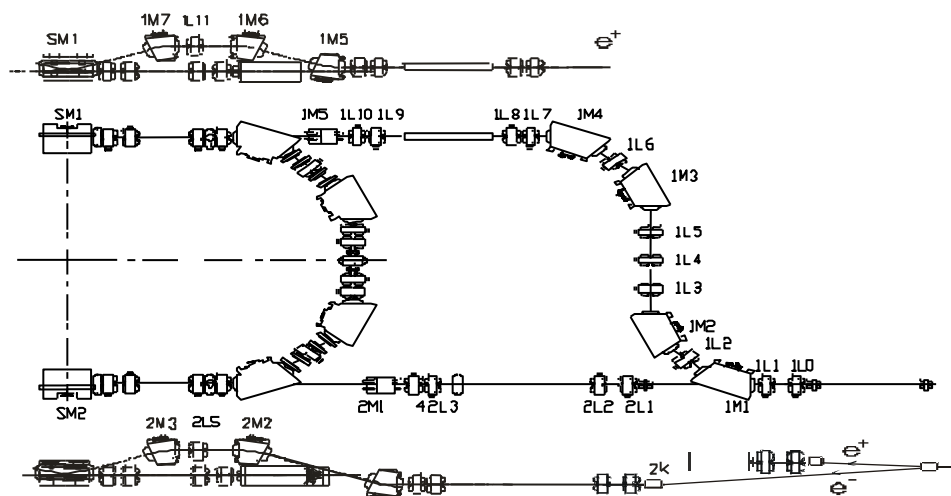 1M7 1L11 1M6
SM1 1M5 e+
SM1 1M5 1L10 1L9 1L8 1L7 1M4
1L6
1M3
1L5
1L4
1L3
1M2
1L2
1L1 1L0
SM2 2M1 4 2L3 2L2 2L1 1M1
2M3 2L5 2M2
2k e+
e-